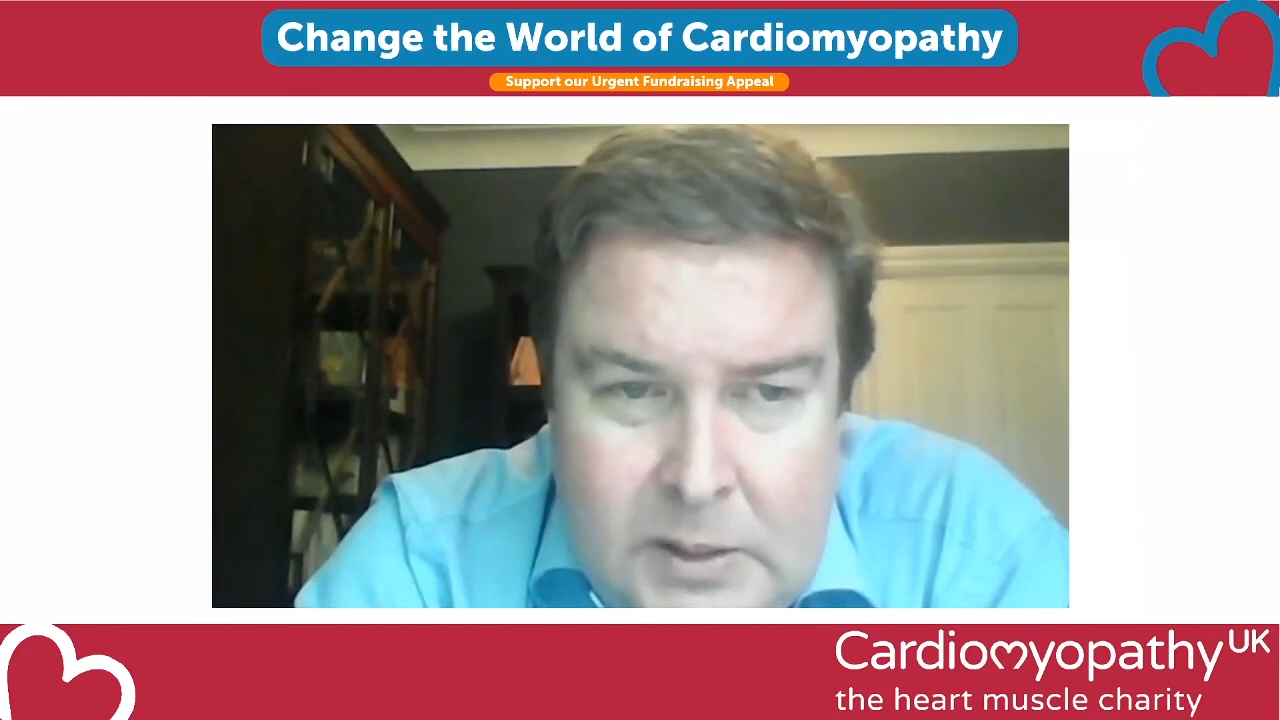 Change the World of Cardiomyopathy
Support our Urgent Fundraising Appeal
Cardiomyopathy UK
the heart muscle charity